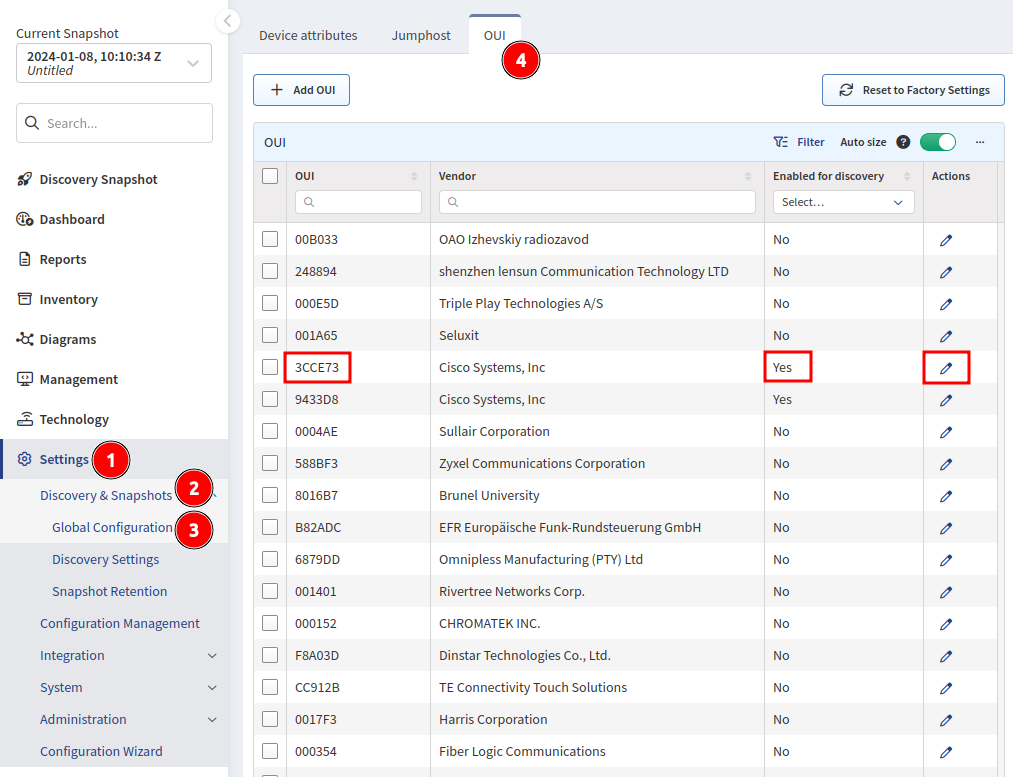 Current Snapshot
2024-01-08, 10:10:34 Z
Untitled
Search...
Discovery Snapshot
Dashboard
Reports
Inventory
Diagrams
Management
Technology
Settings 1
Discovery & Snapshots 2
Global Configuration 3
Discovery Settings
Snapshot Retention
Configuration Management
Integration
System
Administration
Configuration Wizard
Device attributes Jumphost OUI
4
+ Add OUI Reset to Factory Settings
OUI Filter Auto size ? ...
OUI Vendor Enabled for discovery Actions
Select...
00B033 OAO Izhevskiy radiozavod No
248894 shenzhen lensun Communication Technology LTD No
000E5D Triple Play Technologies A/S No
001A65 Seluxit No
3CCE73 Cisco Systems, Inc Yes
9433D8 Cisco Systems, Inc Yes
0004AE Sullair Corporation No
588BF3 Zyxel Communications Corporation No
8016B7 Brunel University No
B82ADC EFR Europäische Funk-Rundsteuerung GmbH No
6879DD Omnipless Manufacturing (PTY) Ltd No
001401 Rivertree Networks Corp. No
000152 CHROMATEK INC. No
F8A03D Dinstar Technologies Co., Ltd. No
CC912B TE Connectivity Touch Solutions No
0017F3 Harris Corporation No
000354 Fiber Logic Communications No